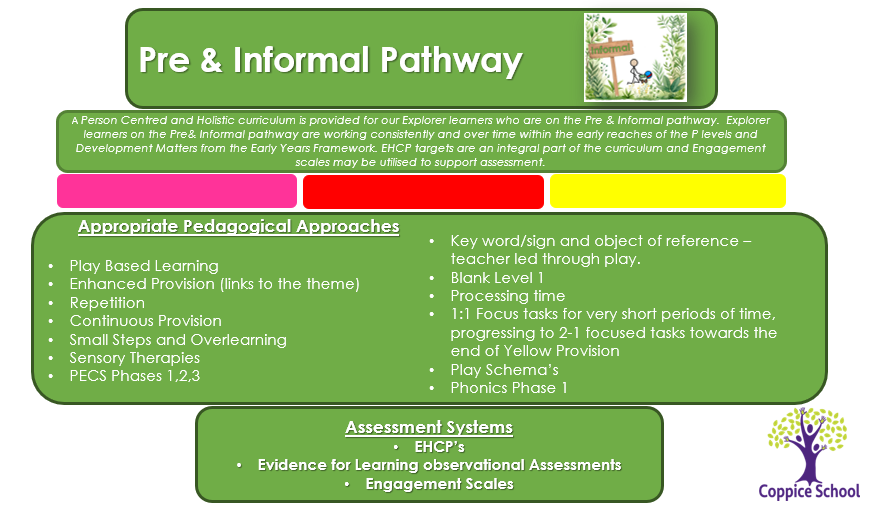 Pre & Informal Pathway
Informal
A Person Centred and Holistic curriculum is provided for our Explorer learners who are on the Pre & Informal pathway.  Explorer
learners on the Pre& Informal pathway are working consistently and over time within the early reaches of the P levels and
Development Matters from the Early Years Framework. EHCP targets are an integral part of the curriculum and Engagement
scales may be utilised to support assessment.
Appropriate Pedagogical Approaches
• Play Based Learning
• Enhanced Provision (links to the theme)
• Repetition
• Continuous Provision
• Small Steps and Overlearning
• Sensory Therapies
• PECS Phases 1,2,3
• Key word/sign and object of reference –
teacher led through play.
• Blank Level 1
• Processing time
• 1:1 Focus tasks for very short periods of time,
progressing to 2-1 focused tasks towards the
end of Yellow Provision
• Play Schema's
• Phonics Phase 1
Assessment Systems
• EHCP's
• Evidence for Learning observational Assessments
• Engagement Scales
Coppice School